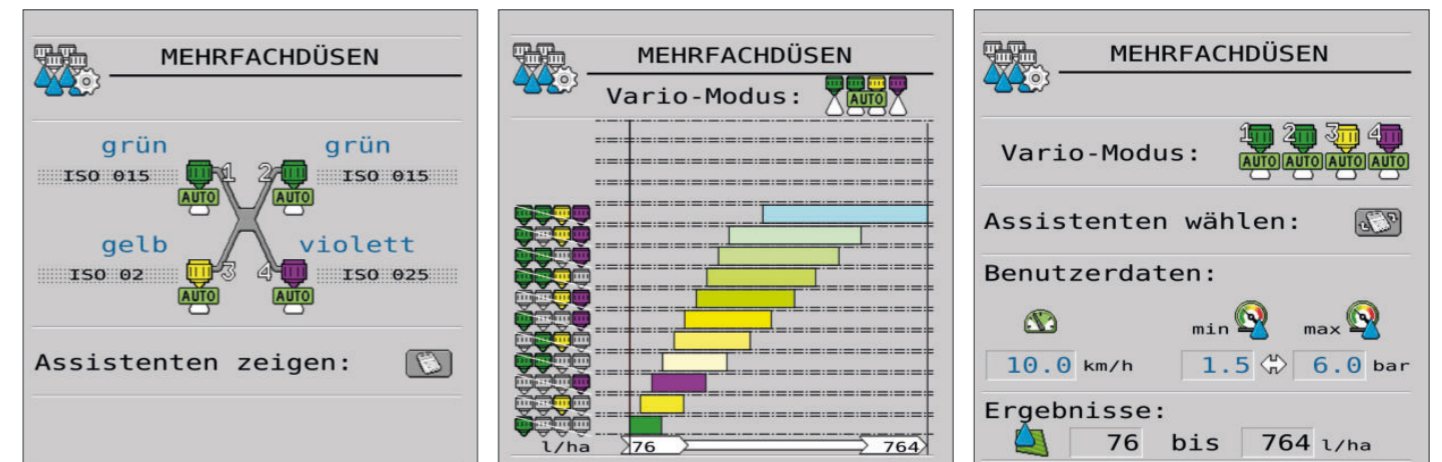 MEHRFACHDÜSEN
grün grün
ISO 015 1 2 ISO 015
AUTO AUTO
gelb violett
ISO 02 3 4 ISO 025
AUTO AUTO
Assistenten zeigen:
MEHRFACHDÜSEN
Vario-Modus: AUTO
l/ha 76 764
MEHRFACHDÜSEN
1 2 3 4
Vario-Modus: AUTO AUTO AUTO AUTO
Assistenten wählen:
Benutzerdaten:
min max
10.0 km/h 1.5 6.0 bar
Ergebnisse:
76 bis 764 l/ha